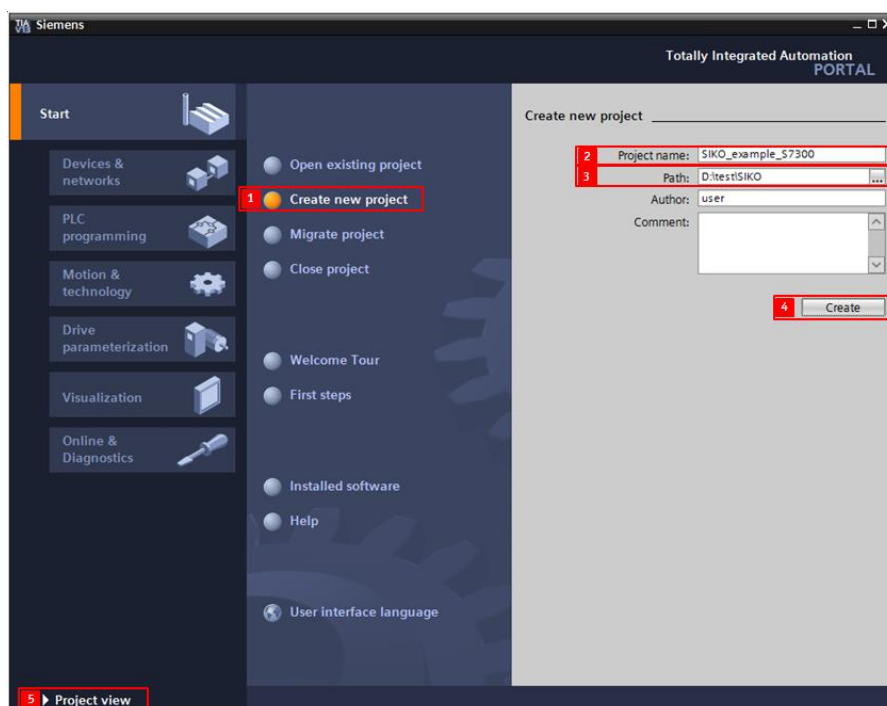 Siemens
Totally Integrated Automation
PORTAL
Start
Devices &
networks
PLC
programming
Motion &
technology
Drive
parameterization
Visualization
Online &
Diagnostics
Open existing project
1 Create new project
Migrate project
Close project
Welcome Tour
First steps
Installed software
Help
User interface language
Create new project
2 Project name: SIKO_example_S7300
3 Path: D:\test\SIKO ...
Author: user
Comment:
4 Create
5 Project view